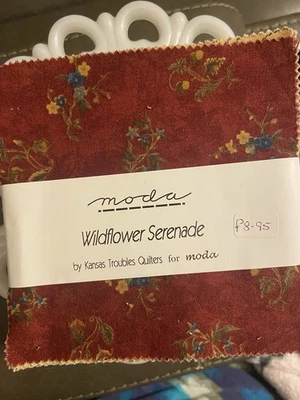 moda
Wildflower Serenade
£8.95
by Kansas Troubles Quilters for moda